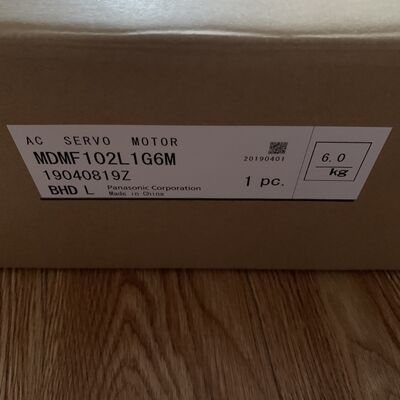 AC SERVO MOTOR
MDMF102L1G6M
19040819Z
20190401
1 pc.
6.0
kg
BHD L Panasonic Corporation
Made in China